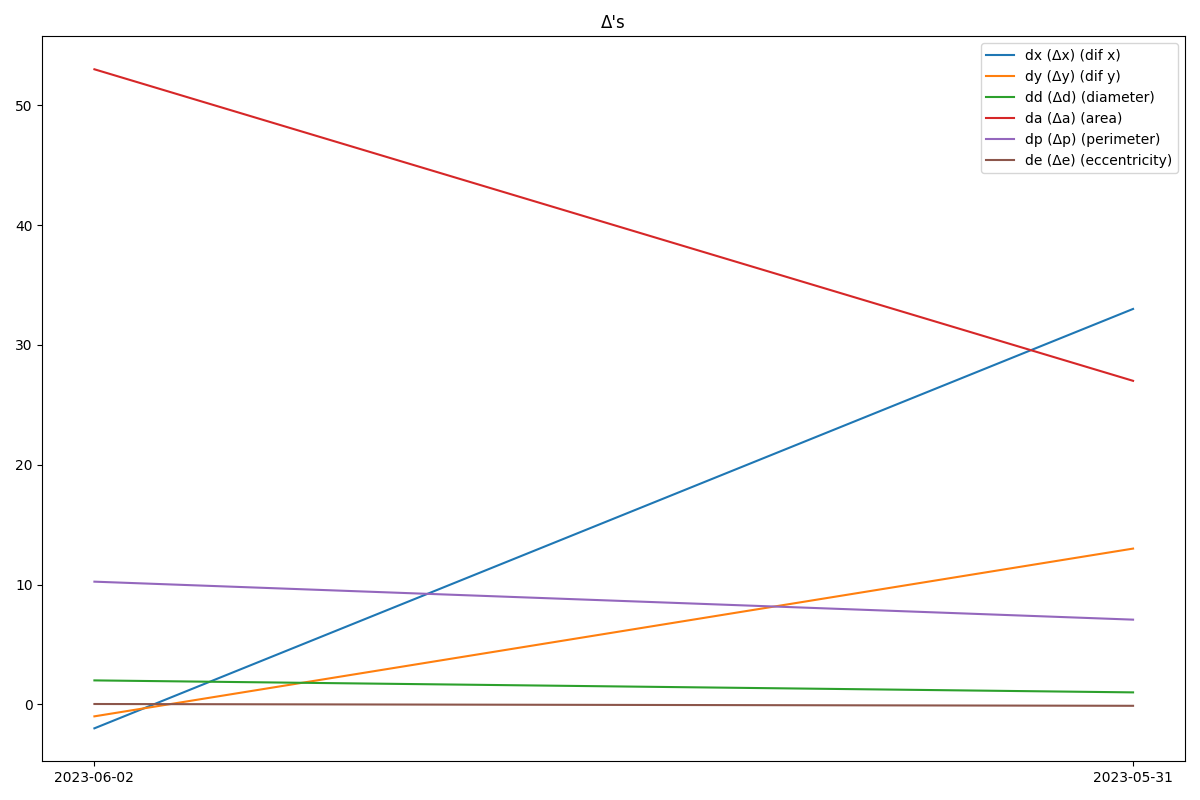 Δ's
dx (Δx) (dif x)
dy (Δy) (dif y)
dd (Δd) (diameter)
da (Δa) (area)
dp (Δp) (perimeter)
de (Δe) (eccentricity)
50
40
30
20
10
0
2023-06-02 2023-05-31